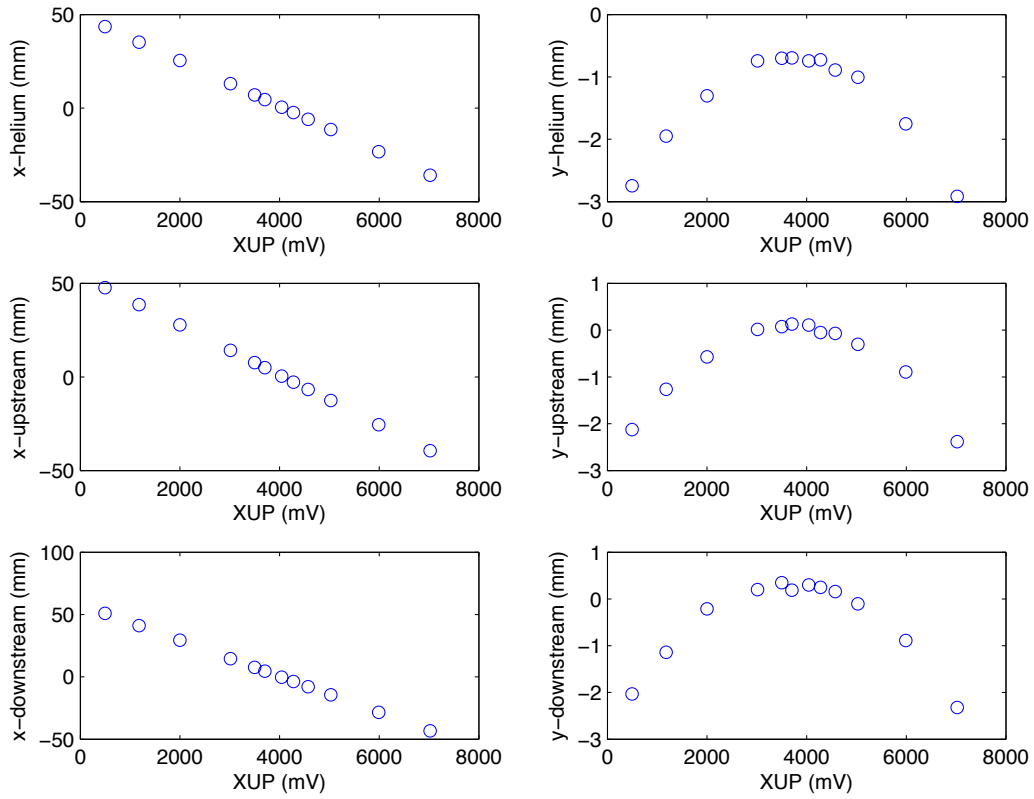 50
0
−50
x−helium (mm)
0 2000 4000 6000 8000
XUP (mV)
0
−1
−2
−3
y−helium (mm)
0 2000 4000 6000 8000
XUP (mV)
50
0
−50
x−upstream (mm)
0 2000 4000 6000 8000
XUP (mV)
1
0
−1
−2
−3
y−upstream (mm)
0 2000 4000 6000 8000
XUP (mV)
100
50
0
−50
x−downstream (mm)
0 2000 4000 6000 8000
XUP (mV)
1
0
−1
−2
−3
y−downstream (mm)
0 2000 4000 6000 8000
XUP (mV)